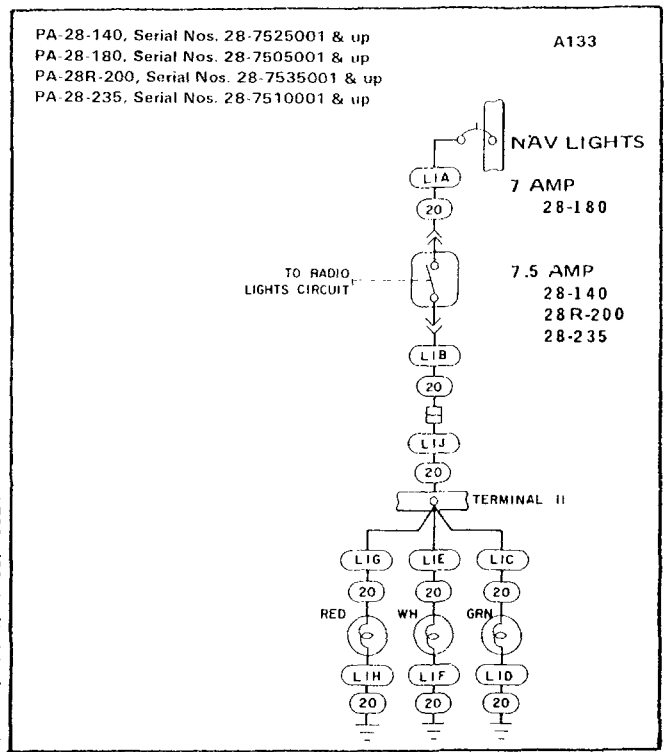 PA-28-140, Serial Nos. 28-7525001 & up
PA-28-180, Serial Nos. 28-7505001 & up
PA-28R-200, Serial Nos. 28-7535001 & up
PA-28-235, Serial Nos. 28-7510001 & up
A133
NAV LIGHTS
L1A
7 AMP
28-180
20
TO RADIO
LIGHTS CIRCUIT
7.5 AMP
28-140
28R-200
28-235
L1B
20
L1J
20
TERMINAL 11
L1G L1E L1C
20 20 20
RED WH GRN
L1H L1F L1D
20 20 20